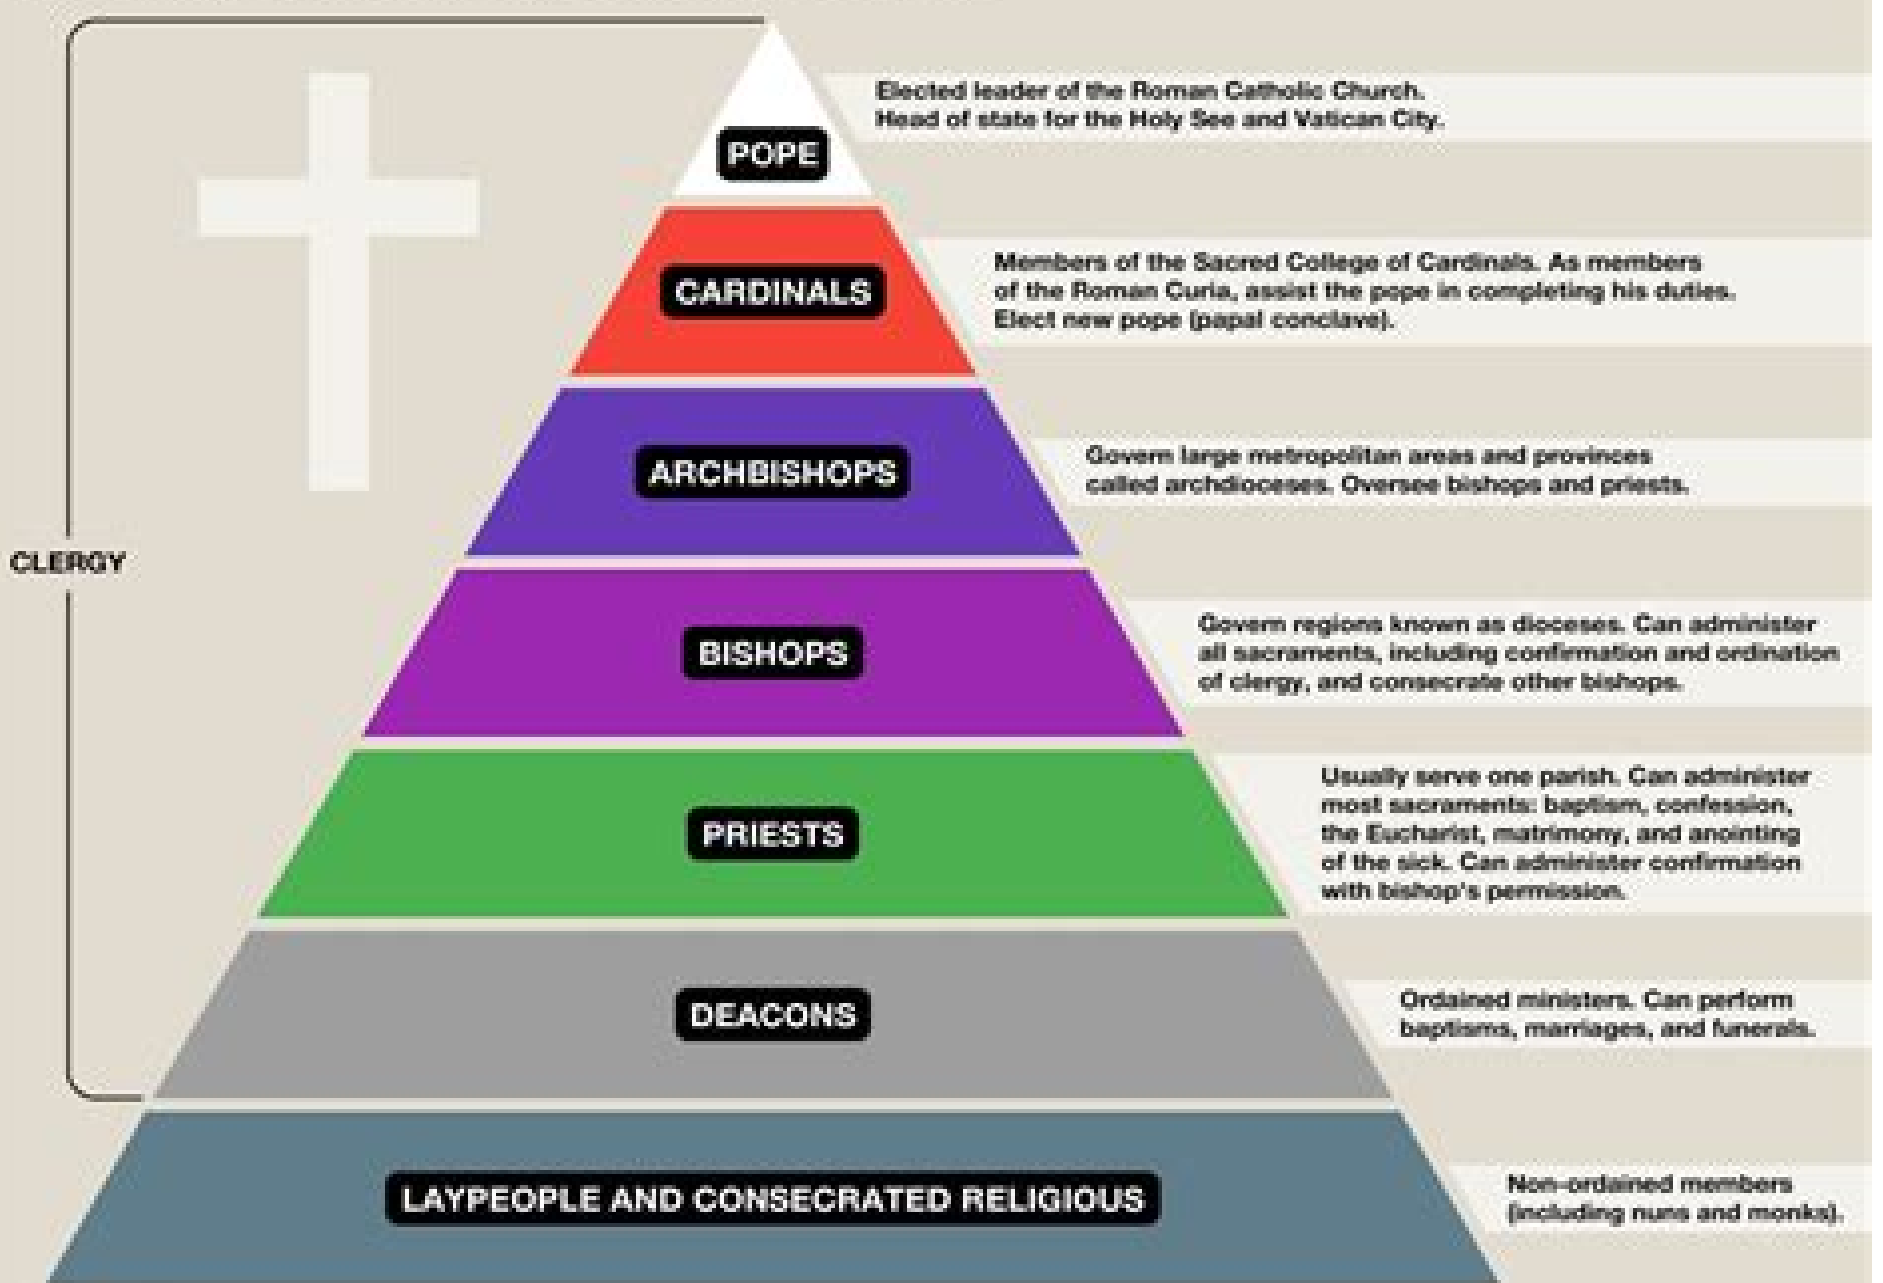 Elected leader of the Roman Catholic Church.
Head of state for the Holy See and Vatican City.
POPE
Members of the Sacred College of Cardinals. As members
of the Roman Curia, assist the pope in completing his duties.
Elect new pope (papal conclave).
CARDINALS
Govern large metropolitan areas and provinces
called archdioceses. Oversee bishops and priests.
ARCHBISHOPS
CLERGY
Govern regions known as dioceses. Can administer
all sacraments, including confirmation and ordination
of clergy, and consecrate other bishops.
BISHOPS
Usually serve one parish. Can administer
most sacraments: baptism, confession,
the Eucharist, matrimony, and anointing
of the sick. Can administer confirmation
with bishop's permission.
PRIESTS
Ordained ministers. Can perform
baptisms, marriages, and funerals.
DEACONS
Non-ordained members
(including nuns and monks).
LAYPEOPLE AND CONSECRATED RELIGIOUS